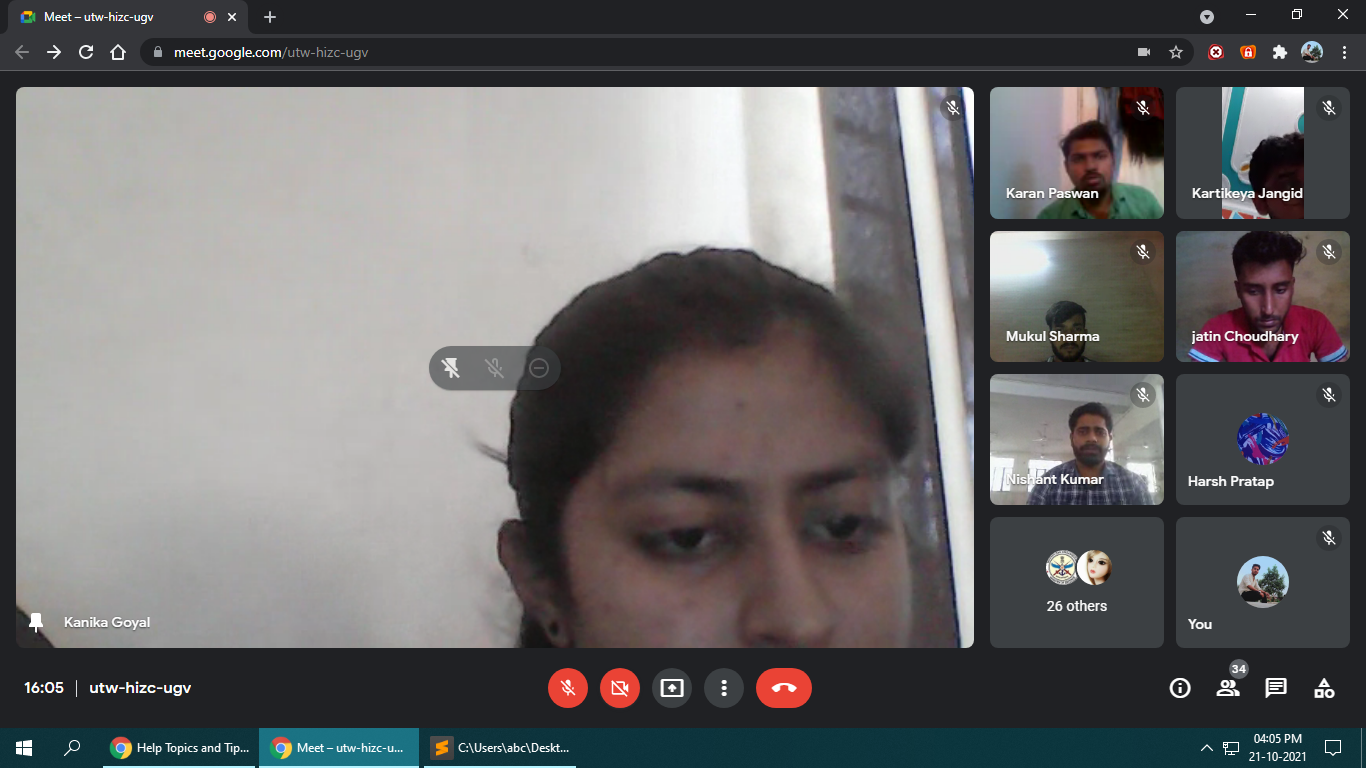 Meet – utw-hizc-ugv
meet.google.com/utw-hizc-ugv
Karan Paswan
Kartikeya Jangid
Mukul Sharma
jatin Choudhary
Nishant Kumar
Harsh Pratap
26 others
You
Kanika Goyal
16:05 | utw-hizc-ugv
34
Help Topics and Tip...
Meet – utw-hizc-u...
C:\Users\abc\Deskt...
04:05 PM
21-10-2021